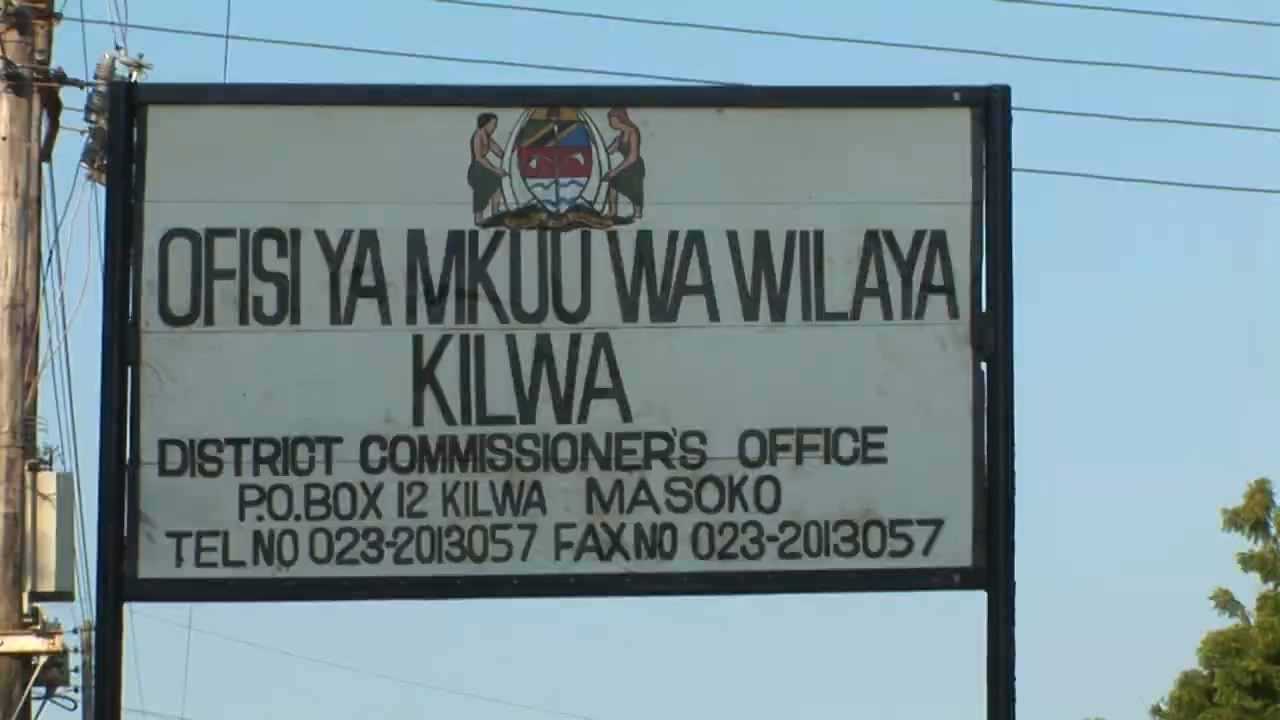 OFISI YA MKUU WA WILAYA
KILWA
DISTRICT COMMISSIONER'S OFFICE
P.O.BOX 12 KILWA MASOKO
TEL NO 023-2013057 FAX NO 023-2013057